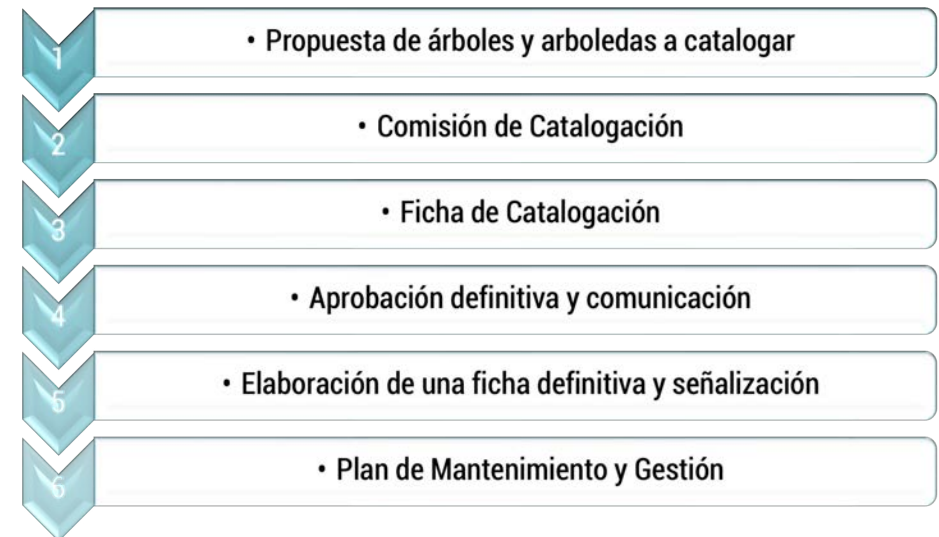 1
• Propuesta de árboles y arboledas a catalogar
2
• Comisión de Catalogación
3
• Ficha de Catalogación
4
• Aprobación definitiva y comunicación
5
• Elaboración de una ficha definitiva y señalización
6
• Plan de Mantenimiento y Gestión